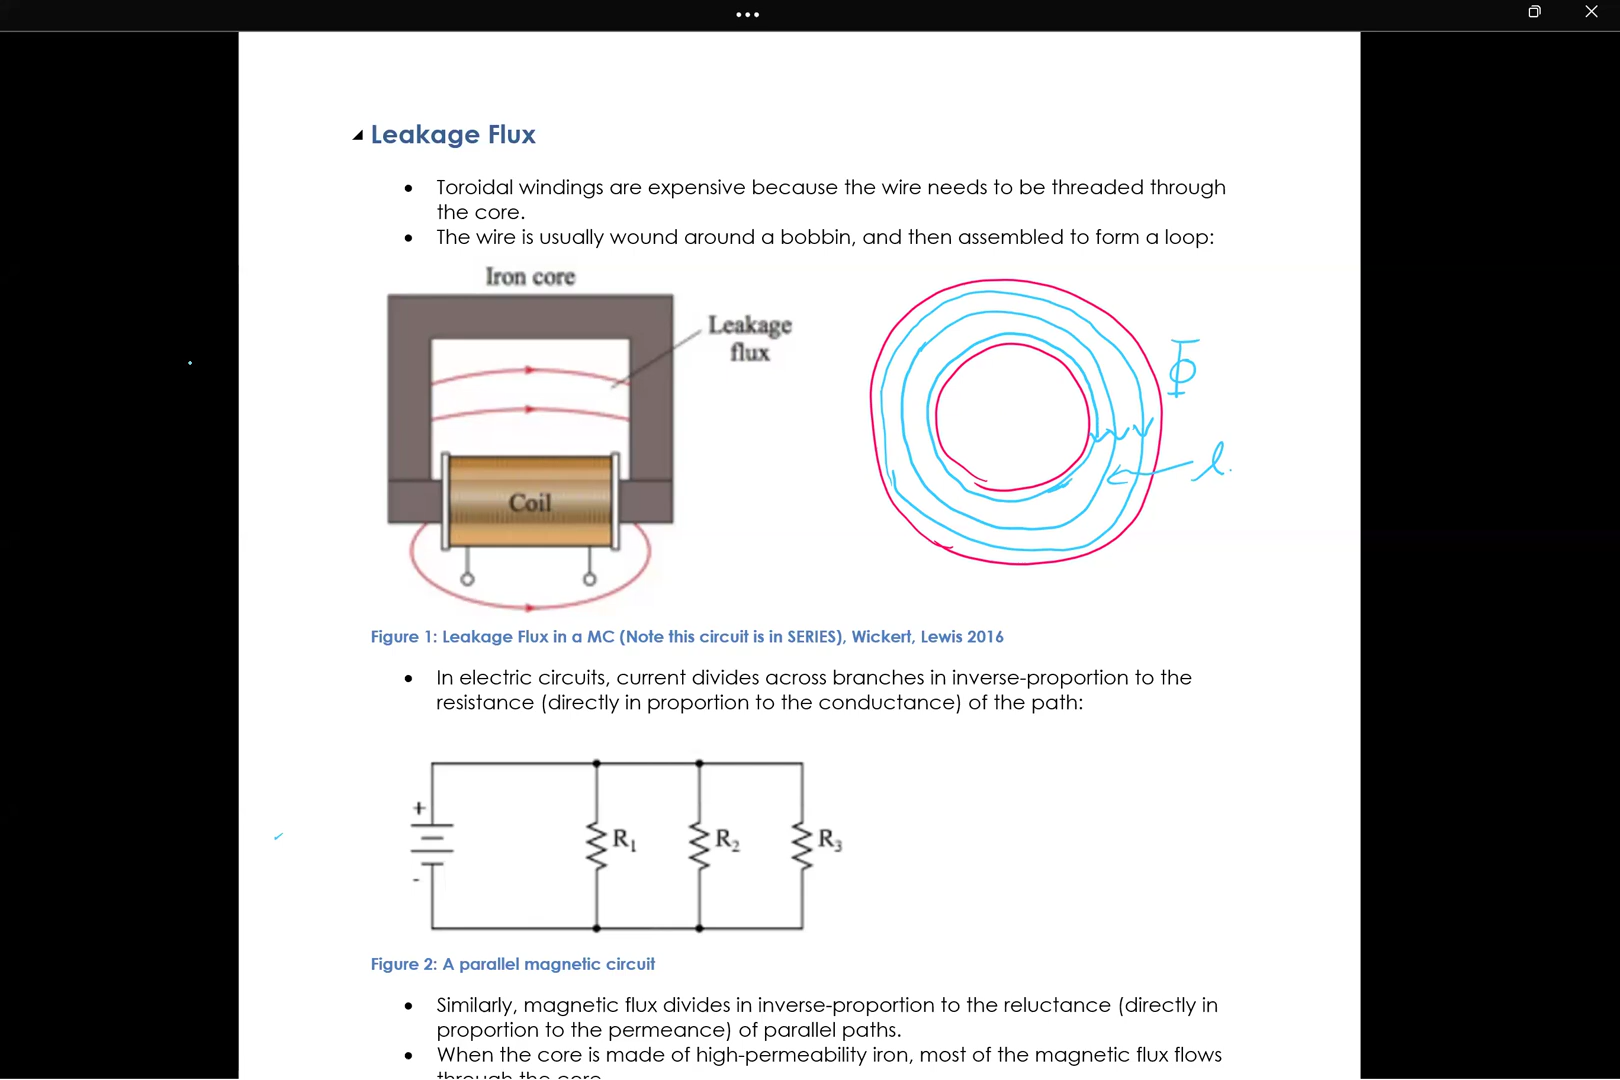 Leakage Flux
• Toroidal windings are expensive because the wire needs to be threaded through
the core.
• The wire is usually wound around a bobbin, and then assembled to form a loop:
Iron core
Leakage
flux
Φ
l.
Coil
Figure 1: Leakage Flux in a MC (Note this circuit is in SERIES), Wickert, Lewis 2016
• In electric circuits, current divides across branches in inverse-proportion to the
resistance (directly in proportion to the conductance) of the path:
+
R₁
R₂
R₃
-
Figure 2: A parallel magnetic circuit
• Similarly, magnetic flux divides in inverse-proportion to the reluctance (directly in
proportion to the permeance) of parallel paths.
• When the core is made of high-permeability iron, most of the magnetic flux flows
through the core